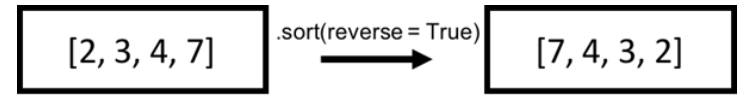 [2, 3, 4, 7]
.sort(reverse = True)
[7, 4, 3, 2]